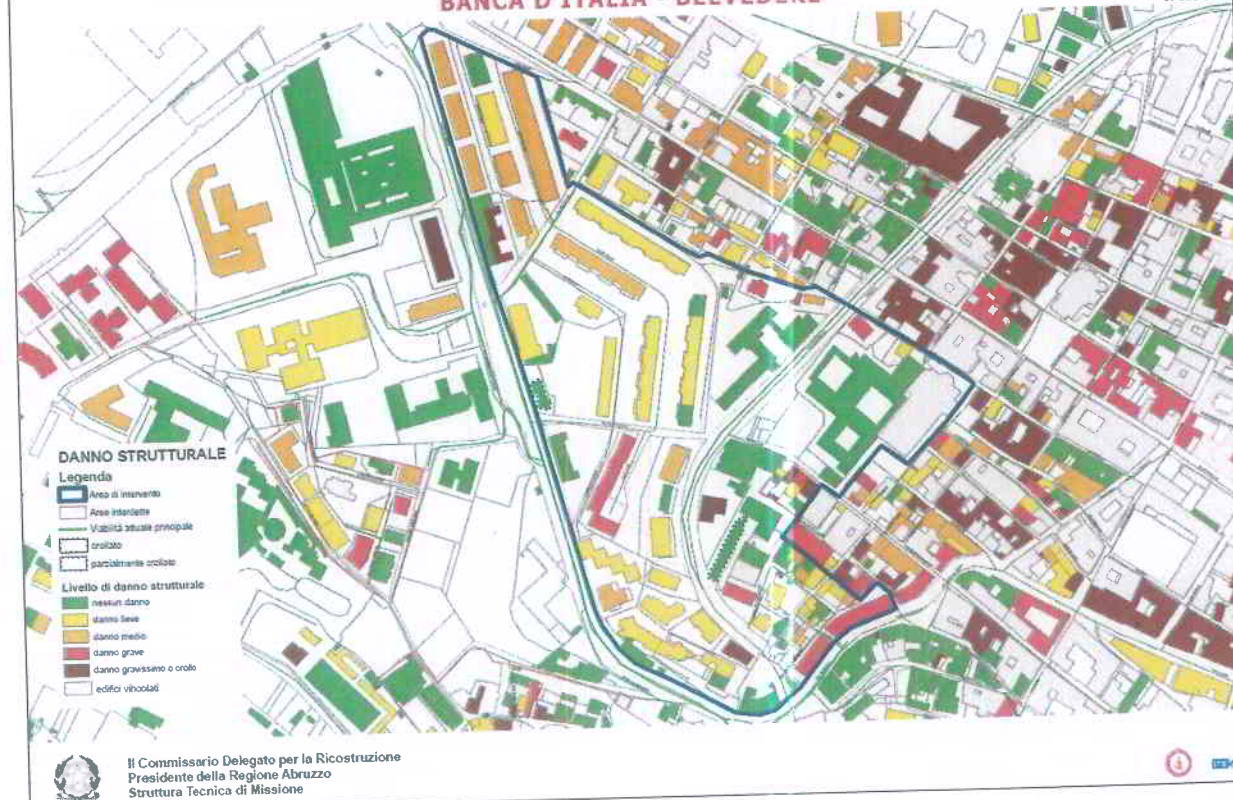 BANCA D'ITALIA - BELVEDERE
DANNO STRUTTURALE
Legenda
Area di intervento
Aree interdette
Viabilità attuale principale
crollato
parzialmente crollato
Livello di danno strutturale
nessun danno
danno lieve
danno medio
danno grave
danno gravissimo o crollo
edifici vincolati
Il Commissario Delegato per la Ricostruzione
Presidente della Regione Abruzzo
Struttura Tecnica di Missione